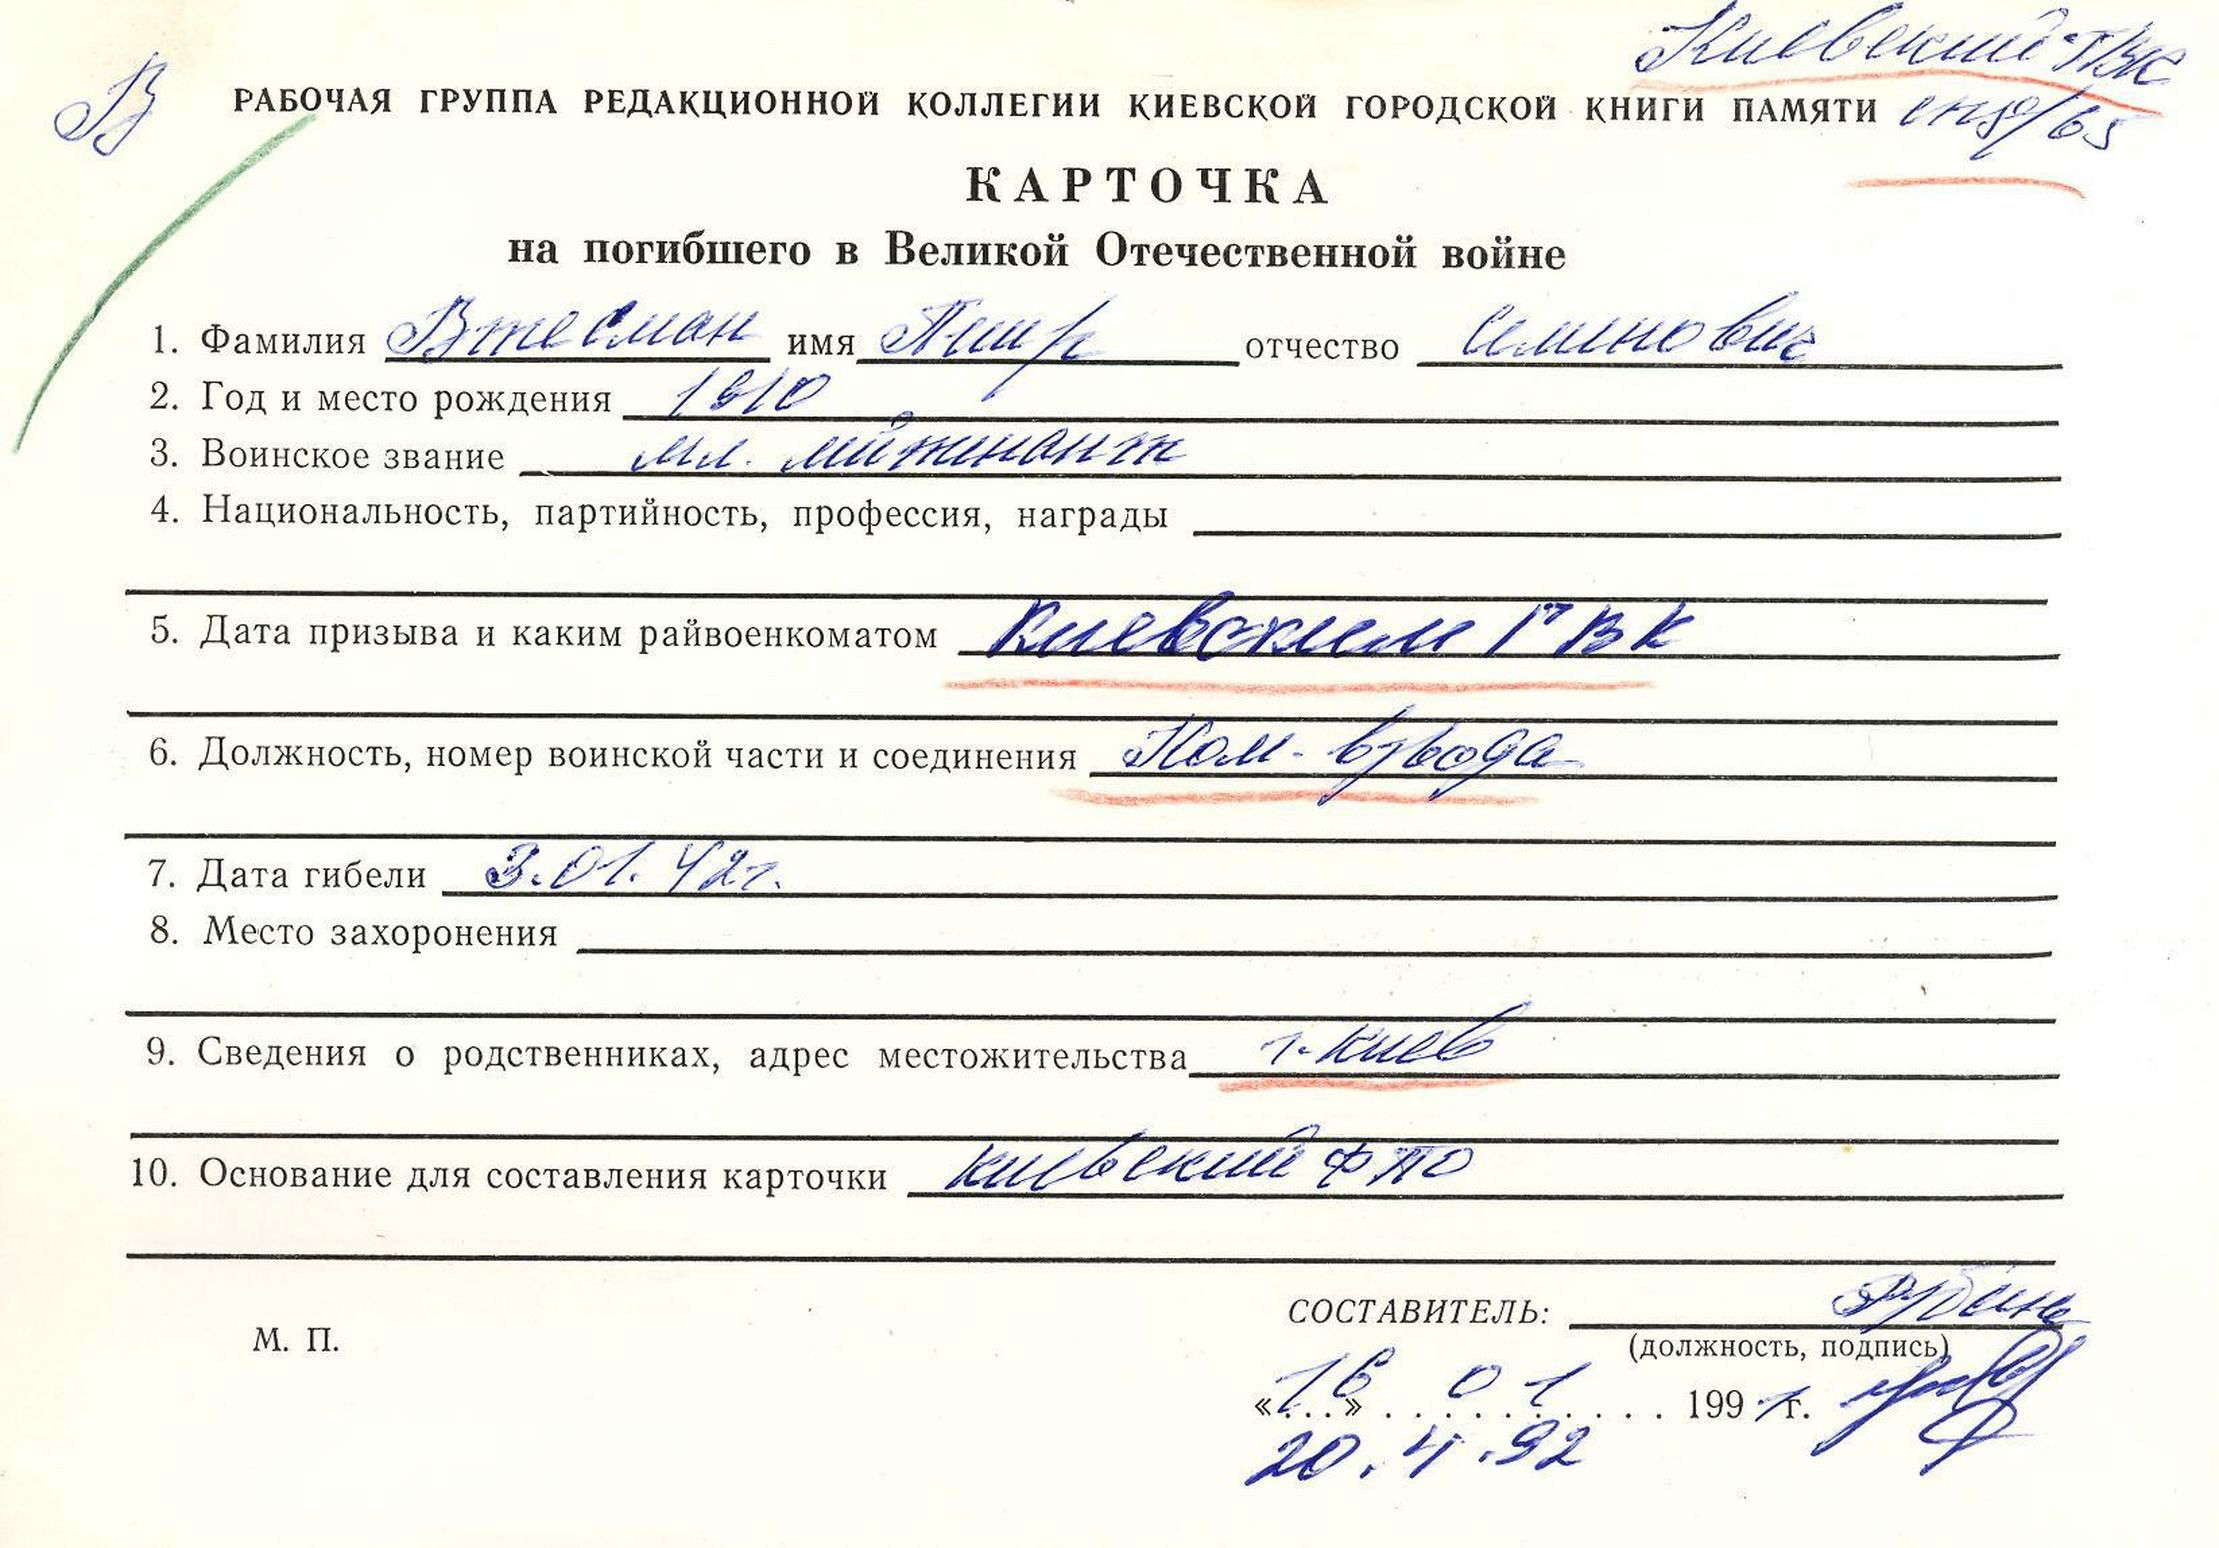 Киевский ГВК
В
РАБОЧАЯ ГРУППА РЕДАКЦИОННОЙ КОЛЛЕГИИ КИЕВСКОЙ ГОРОДСКОЙ КНИГИ ПАМЯТИ
КАРТОЧКА
на погибшего в Великой Отечественной войне
1. Фамилия Втесман имя Петр отчество Семенович
2. Год и место рождения 1910
3. Воинское звание мл. лейтенант
4. Национальность, партийность, профессия, награды
5. Дата призыва и каким райвоенкоматом Киевским ГВК
6. Должность, номер воинской части и соединения Ком. взвода
7. Дата гибели 3.01.42г.
8. Место захоронения
9. Сведения о родственниках, адрес местожительства г. Киев
10. Основание для составления карточки Киевский ФПО
СОСТАВИТЕЛЬ:
М. П.
(должность, подпись)
«16» 01 1991 г.
20.4.92